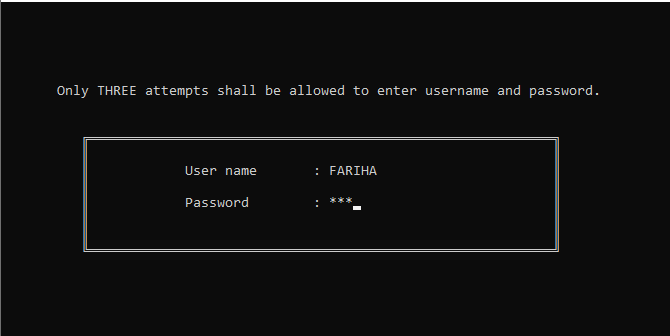 Only THREE attempts shall be allowed to enter username and password.
User name : FARIHA
Password : ***